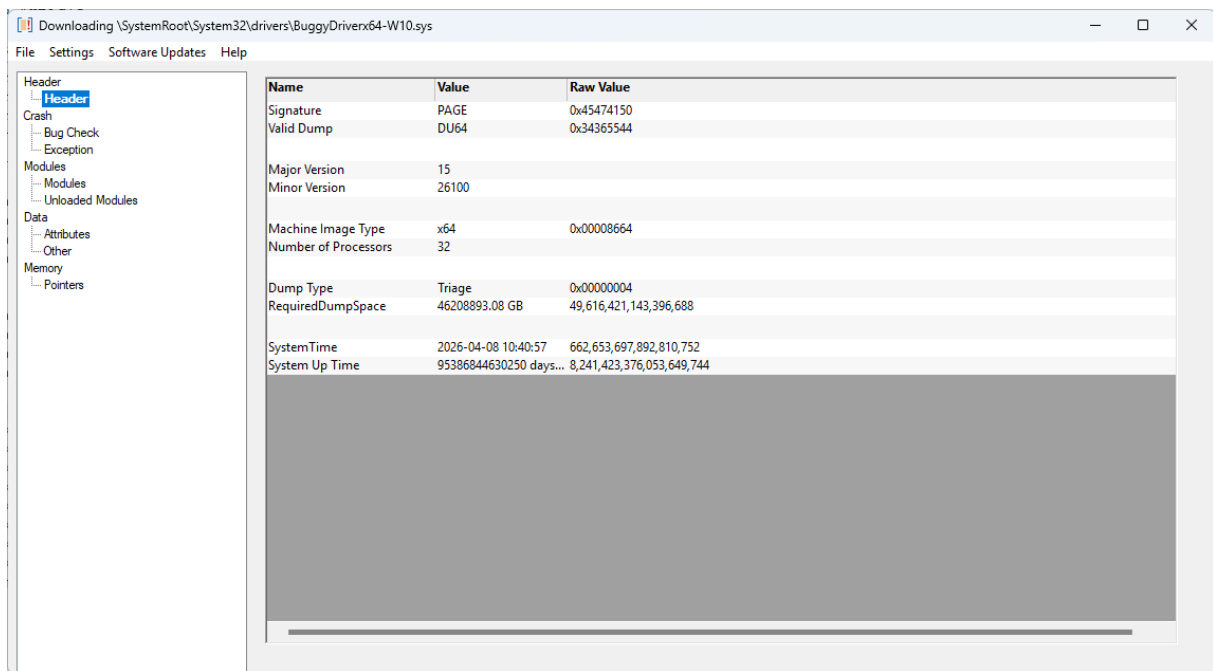 Downloading \SystemRoot\System32\drivers\BuggyDriverx64-W10.sys
File Settings Software Updates Help
Header
Header
Crash
Bug Check
Exception
Modules
Modules
Unloaded Modules
Data
Attributes
Other
Memory
Pointers
Name Value Raw Value
Signature PAGE 0x45474150
Valid Dump DU64 0x34365544
Major Version 15
Minor Version 26100
Machine Image Type x64 0x00008664
Number of Processors 32
Dump Type Triage 0x00000004
RequiredDumpSpace 46208893.08 GB 49,616,421,143,396,688
SystemTime 2026-04-08 10:40:57 662,653,697,892,810,752
System Up Time 95386844630250 days... 8,241,423,376,053,649,744